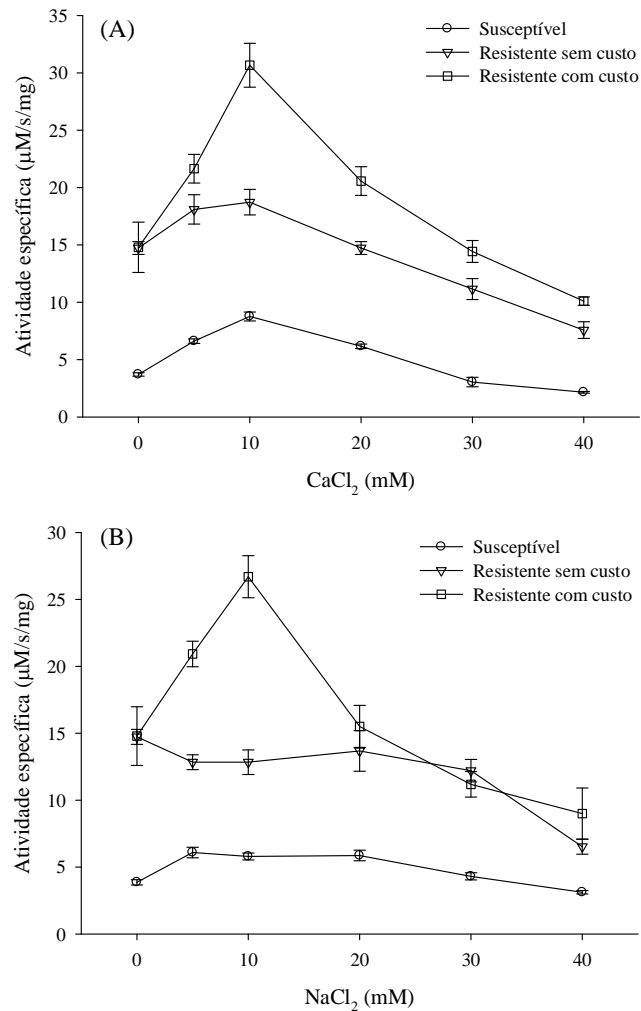 (A)
Susceptível
Resistente sem custo
Resistente com custo
Atividade específica (µM/s/mg)
35
30
25
20
15
10
5
0
0 10 20 30 40
CaCl₂ (mM)
(B)
Susceptível
Resistente sem custo
Resistente com custo
Atividade específica (µM/s/mg)
30
25
20
15
10
5
0
0 10 20 30 40
NaCl₂ (mM)